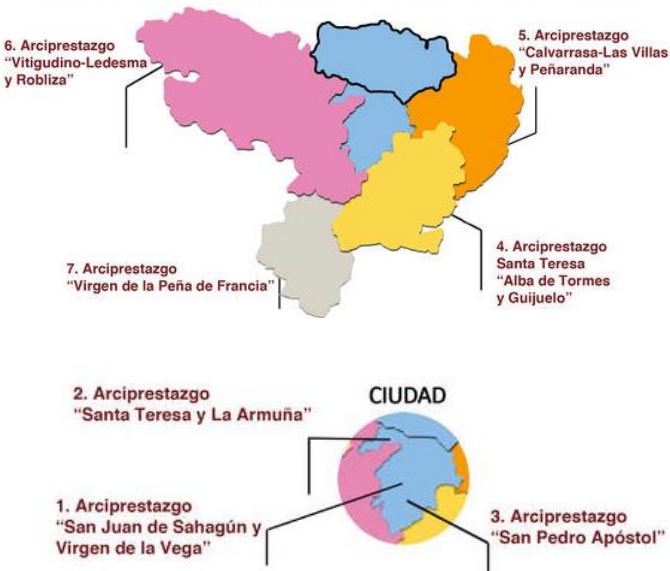 6. Arciprestazgo
“Vitigudino-Ledesma
y Robliza”
5. Arciprestazgo
“Calvarrasa-Las Villas
y Peñaranda”
7. Arciprestazgo
“Virgen de la Peña de Francia”
4. Arciprestazgo
Santa Teresa
“Alba de Tormes
y Guijuelo”
2. Arciprestazgo
“Santa Teresa y La Armuña”
CIUDAD
1. Arciprestazgo
“San Juan de Sahagún y
Virgen de la Vega”
3. Arciprestazgo
“San Pedro Apóstol”